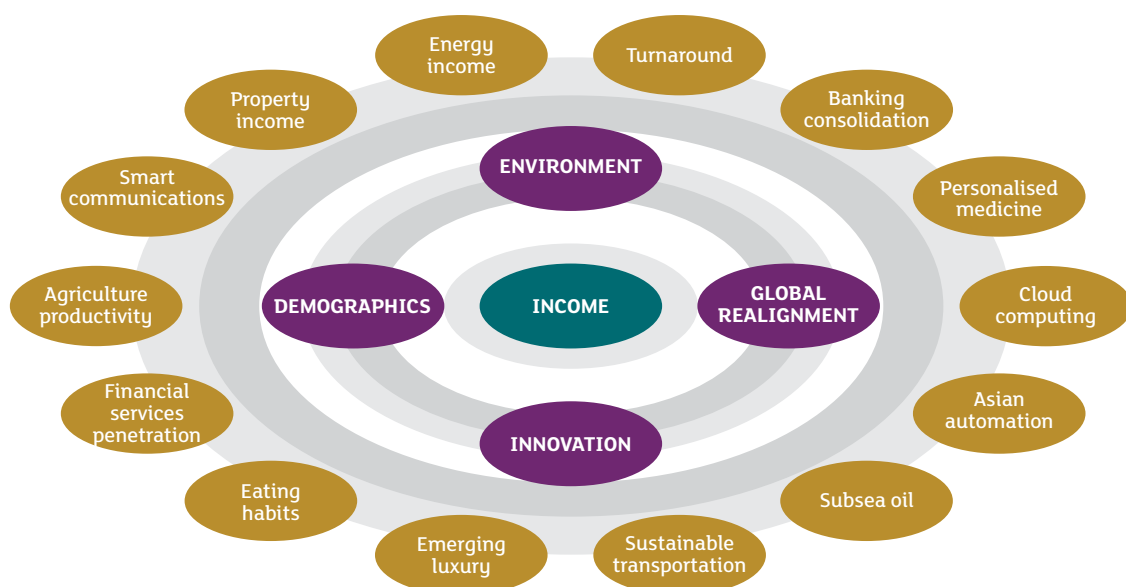 Energy
income
Turnaround
Property
income
Banking
consolidation
ENVIRONMENT
Smart
communications
Personalised
medicine
Agriculture
productivity
DEMOGRAPHICS
INCOME
GLOBAL
REALIGNMENT
Cloud
computing
Financial
services
penetration
Asian
automation
INNOVATION
Eating
habits
Subsea oil
Emerging
luxury
Sustainable
transportation